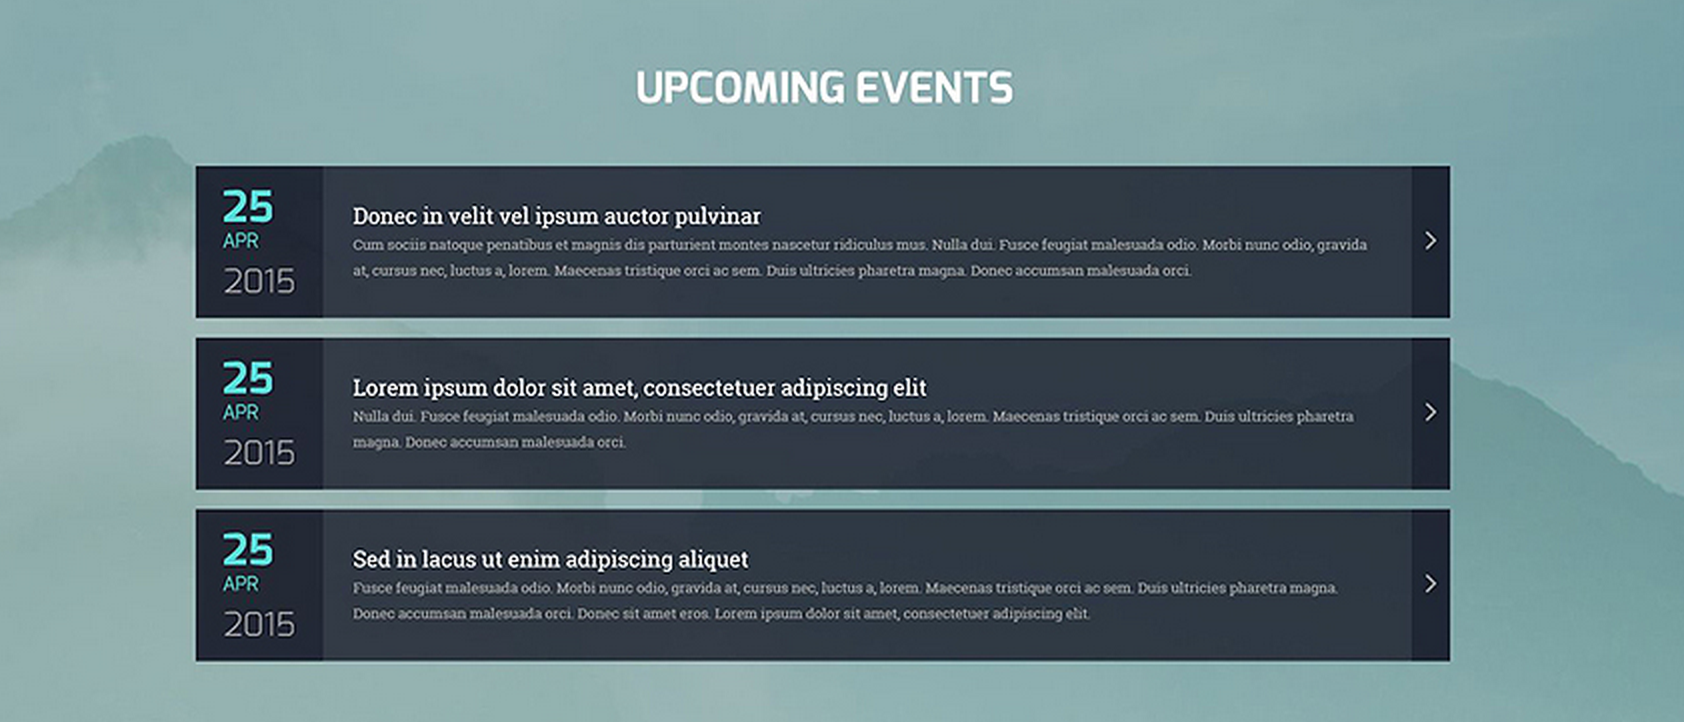 UPCOMING EVENTS
25
APR
2015
Donec in velit vel ipsum auctor pulvinar
Cum sociis natoque penatibus et magnis dis parturient montes nascetur ridiculus mus. Nulla dui. Fusce feugiat malesuada odio. Morbi nunc odio, gravida
at, cursus nec, luctus a, lorem. Maecenas tristique orci ac sem. Duis ultricies pharetra magna. Donec accumsan malesuada orci.
25
APR
2015
Lorem ipsum dolor sit amet, consectetuer adipiscing elit
Nulla dui. Fusce feugiat malesuada odio. Morbi nunc odio, gravida at, cursus nec, luctus a, lorem. Maecenas tristique orci ac sem. Duis ultricies pharetra
magna. Donec accumsan malesuada orci.
25
APR
2015
Sed in lacus ut enim adipiscing aliquet
Fusce feugiat malesuada odio. Morbi nunc odio, gravida at, cursus nec, luctus a, lorem. Maecenas tristique orci ac sem. Duis ultricies pharetra magna.
Donec accumsan malesuada orci. Donec sit amet eros. Lorem ipsum dolor sit amet, consectetuer adipiscing elit.